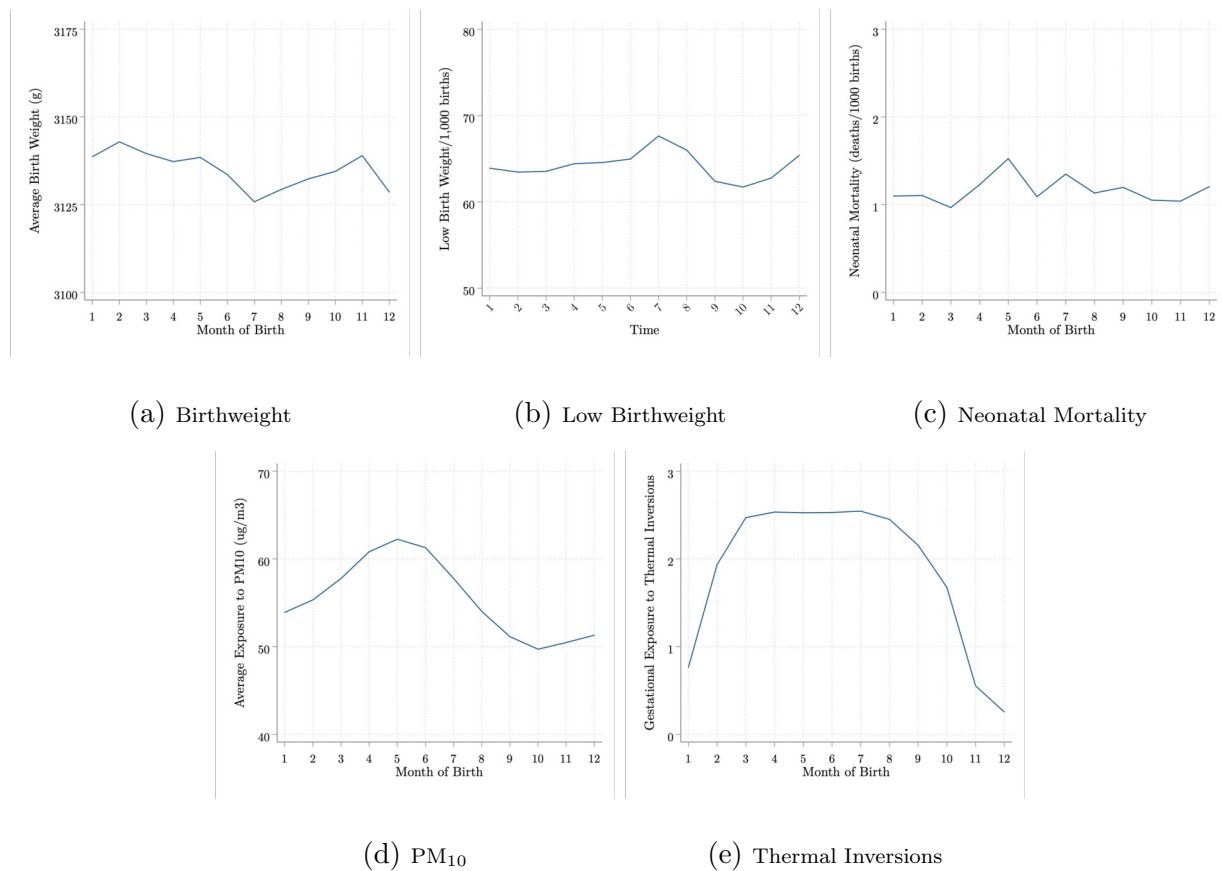 Average Birth Weight (g)
3175
3150
3125
3100
1 2 3 4 5 6 7 8 9 10 11 12
Month of Birth
(a) Birthweight
Low Birth Weight/1,000 births)
80
70
60
50
1 2 3 4 5 6 7 8 9 10 11 12
Time
(b) Low Birthweight
Neonatal Mortality (deaths/1000 births)
3
2
1
0
1 2 3 4 5 6 7 8 9 10 11 12
Month of Birth
(c) Neonatal Mortality
Average Exposure to PM10 (ug/m3)
70
60
50
40
1 2 3 4 5 6 7 8 9 10 11 12
Month of Birth
(d) PM₁₀
Gestational Exposure to Thermal Inversions
3
2
1
0
1 2 3 4 5 6 7 8 9 10 11 12
Month of Birth
(e) Thermal Inversions